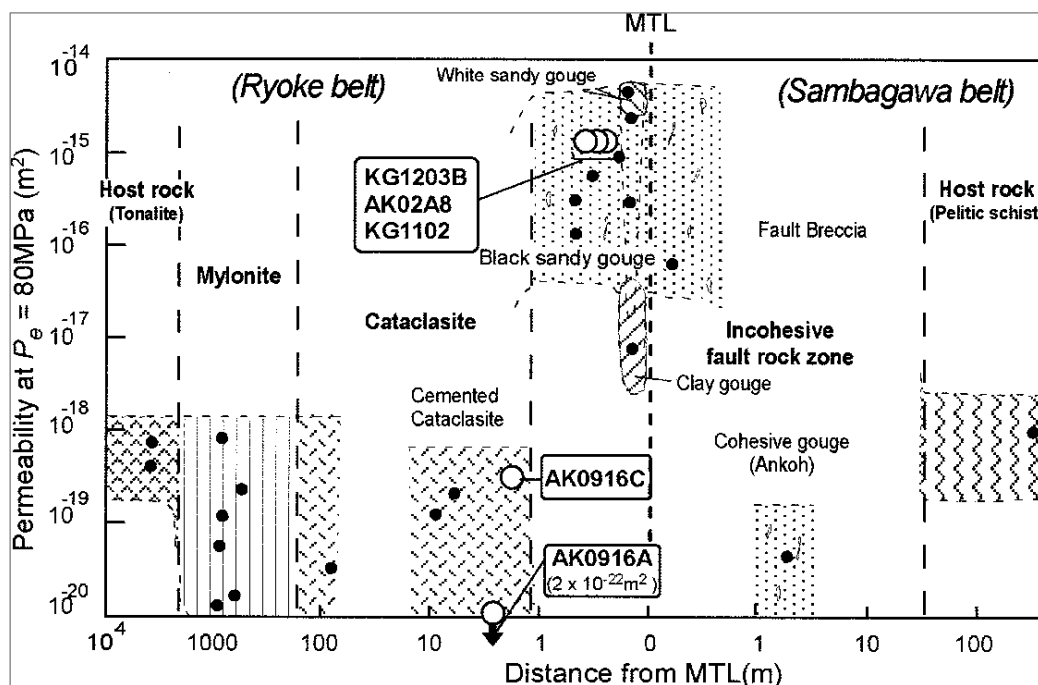 MTL
10^-14
10^-15
10^-16
10^-17
10^-18
10^-19
10^-20
Permeability at P_e = 80MPa (m²)
(Ryoke belt)
White sandy gouge
(Sambagawa belt)
Host rock
(Tonalite)
KG1203B
AK02A8
KG1102
Host rock
(Pelitic schist)
Fault Breccia
Mylonite
Black sandy gouge
Cataclasite
Incohesive
fault rock zone
Clay gouge
Cemented
Cataclasite
Cohesive gouge
(Ankoh)
AK0916C
AK0916A
(2 x 10^-22m²)
10^4 1000 100 10 1 0 1 10 100
Distance from MTL(m)